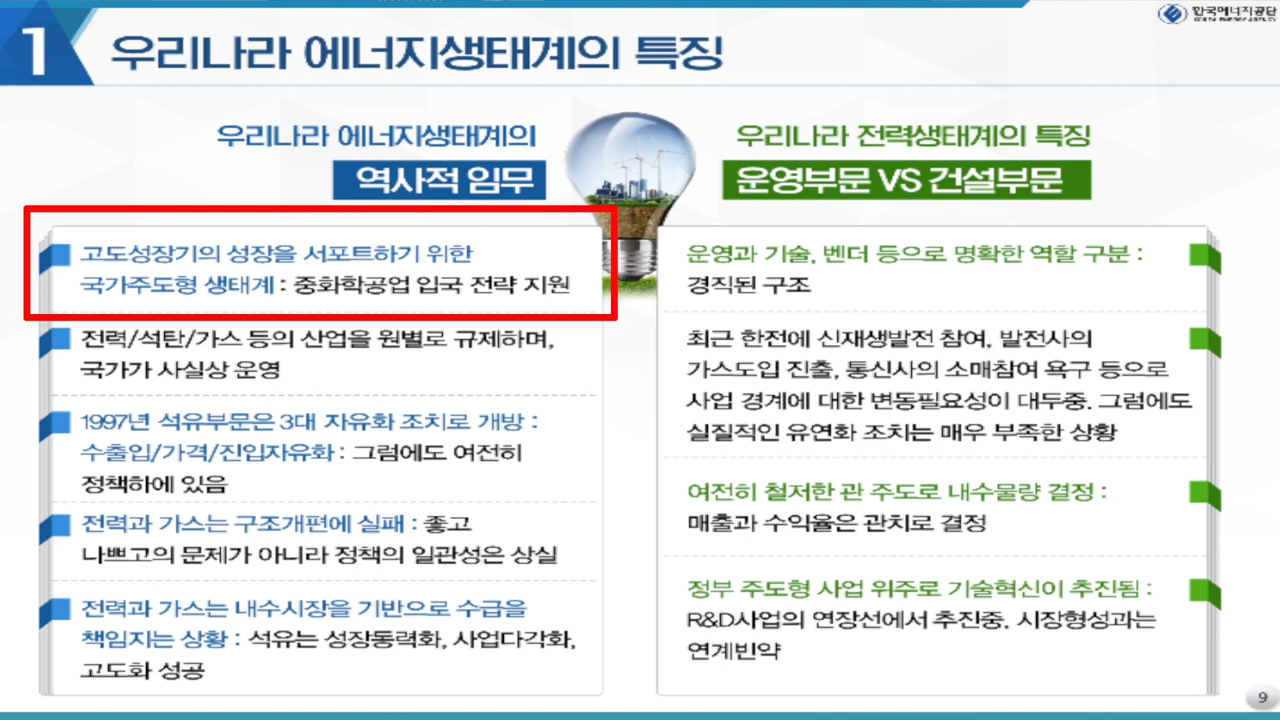 1
우리나라 에너지생태계의 특징
한국에너지공단
우리나라 에너지생태계의
역사적 임무
고도성장기의 성장을 서포트하기 위한
국가주도형 생태계 : 중화학공업 입국 전략 지원
전력/석탄/가스 등의 산업을 원별로 규제하며,
국가가 사실상 운영
1997년 석유부문은 3대 자유화 조치로 개방 :
수출입/가격/진입자유화 : 그럼에도 여전히
정책하에 있음
전력과 가스는 구조개편에 실패 : 좋고
나쁘고의 문제가 아니라 정책의 일관성은 상실
전력과 가스는 내수시장을 기반으로 수급을
책임지는 상황 : 석유는 성장동력화, 사업다각화,
고도화 성공
우리나라 전력생태계의 특징
운영부문 VS 건설부문
운영과 기술, 벤더 등으로 명확한 역할 구분 :
경직된 구조
최근 한전에 신재생발전 참여, 발전사의
가스도입 진출, 통신사의 소매참여 욕구 등으로
사업 경계에 대한 변동필요성이 대두중. 그럼에도
실질적인 유연화 조치는 매우 부족한 상황
여전히 철저한 관 주도로 내수물량 결정 :
매출과 수익율은 관치로 결정
정부 주도형 사업 위주로 기술혁신이 추진됨 :
R&D사업의 연장선에서 추진중. 시장형성과는
연계빈약
9